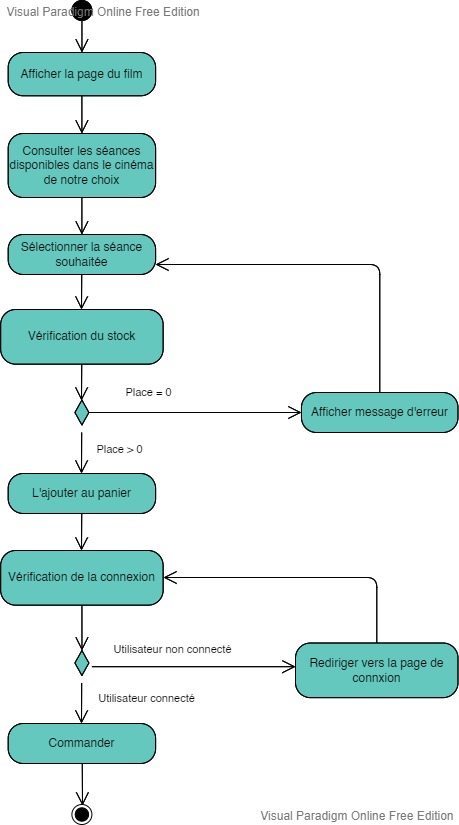 Visual Paradigm Online Free Edition
Afficher la page du film
Consulter les séances
disponibles dans le cinéma
de notre choix
Sélectionner la séance
souhaitée
Vérification du stock
Place = 0
Afficher message d'erreur
Place > 0
L'ajouter au panier
Vérification de la connexion
Utilisateur non connecté
Rediriger vers la page de
connxion
Utilisateur connecté
Commander
Visual Paradigm Online Free Edition